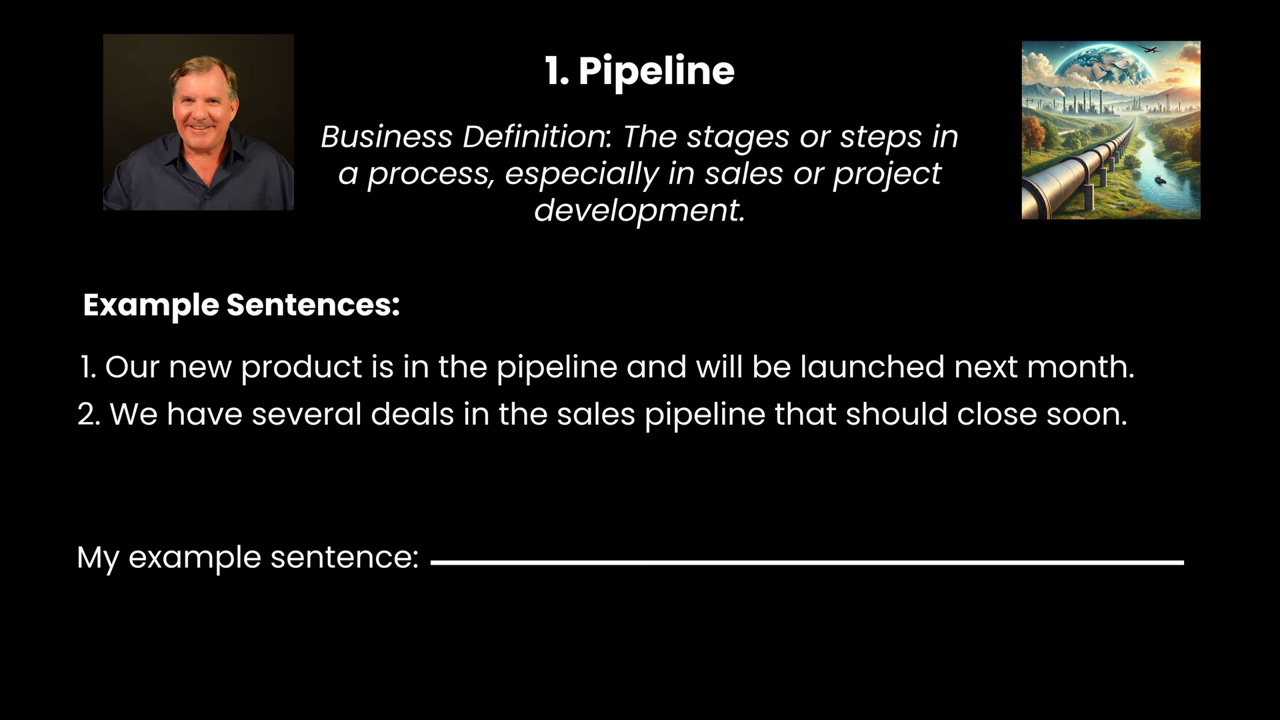 1. Pipeline
Business Definition: The stages or steps in
a process, especially in sales or project
development.
Example Sentences:
1. Our new product is in the pipeline and will be launched next month.
2. We have several deals in the sales pipeline that should close soon.
My example sentence: